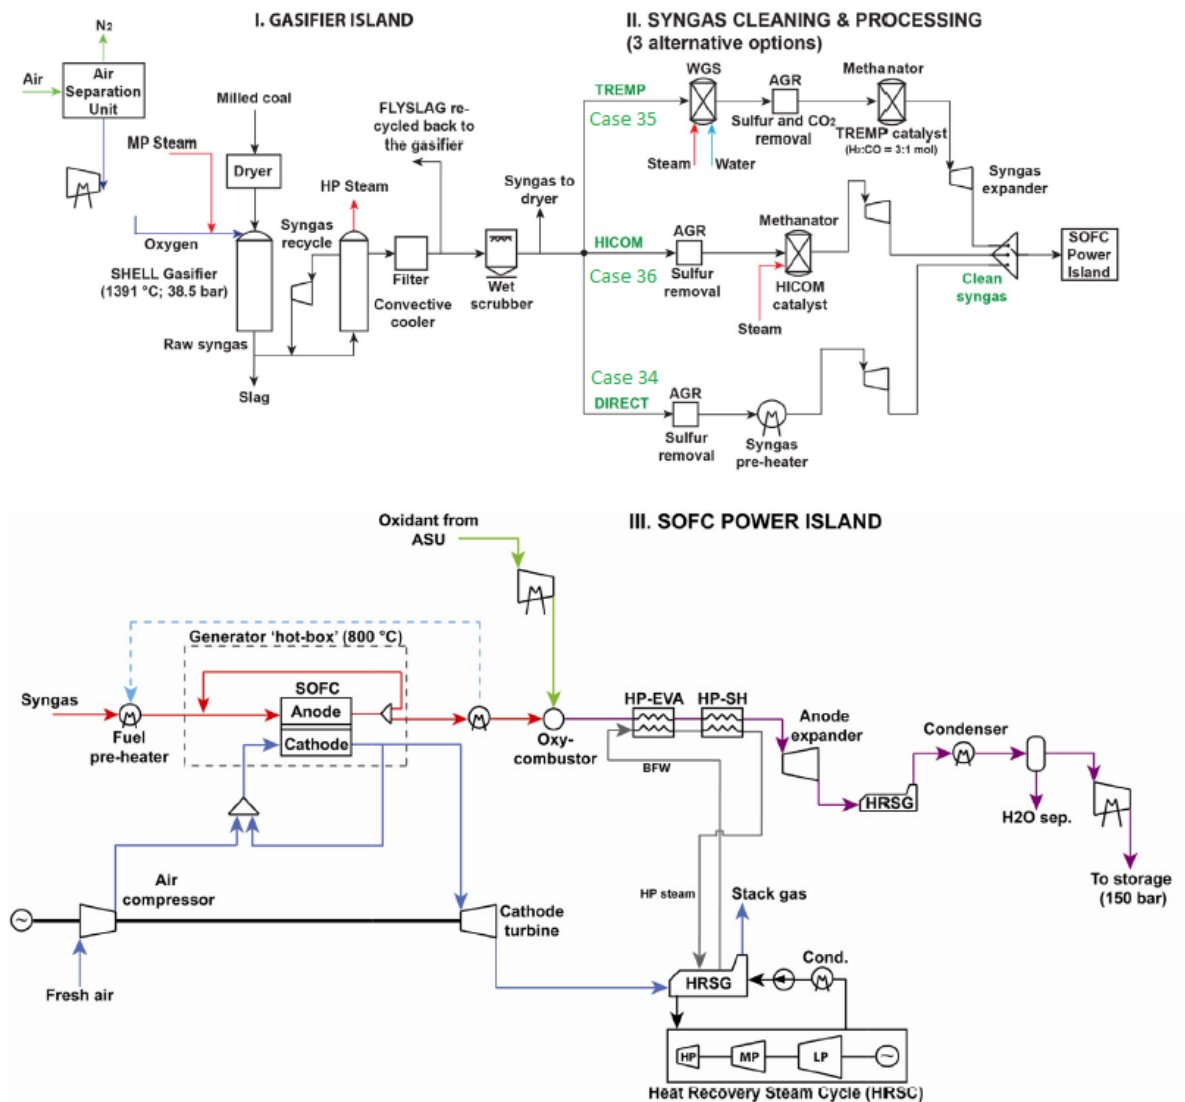 I. GASIFIER ISLAND
II. SYNGAS CLEANING & PROCESSING
(3 alternative options)
N2
Air
Air
Separation
Unit
Milled coal
MP Steam
Dryer
FLYSLAG re-
cycled back to
the gasifier
HP Steam
Syngas
recycle
Oxygen
SHELL Gasifier
(1391 °C; 38.5 bar)
Filter
Convective
cooler
Raw syngas
Slag
Wet
scrubber
Syngas to
dryer
TREMP
Case 35
WGS
AGR
Sulfur and CO2
removal
Steam
Water
Methanator
TREMP catalyst
(H2:CO = 3:1 mol)
Syngas
expander
HICOM
Case 36
AGR
Sulfur
removal
Methanator
HICOM
catalyst
Steam
Clean
syngas
SOFC
Power
Island
Case 34
DIRECT
AGR
Sulfur
removal
Syngas
pre-heater
III. SOFC POWER ISLAND
Oxidant from
ASU
M
Generator 'hot-box' (800 °C)
Syngas
Fuel
pre-heater
SOFC
Anode
Cathode
Oxy-
combustor
HP-EVA
HP-SH
BFW
Anode
expander
Condenser
HRSG
H2O sep.
To storage
(150 bar)
Air
compressor
Cathode
turbine
Fresh air
HP steam
Stack gas
HRSG
Cond.
HP
MP
LP
Heat Recovery Steam Cycle (HRSC)